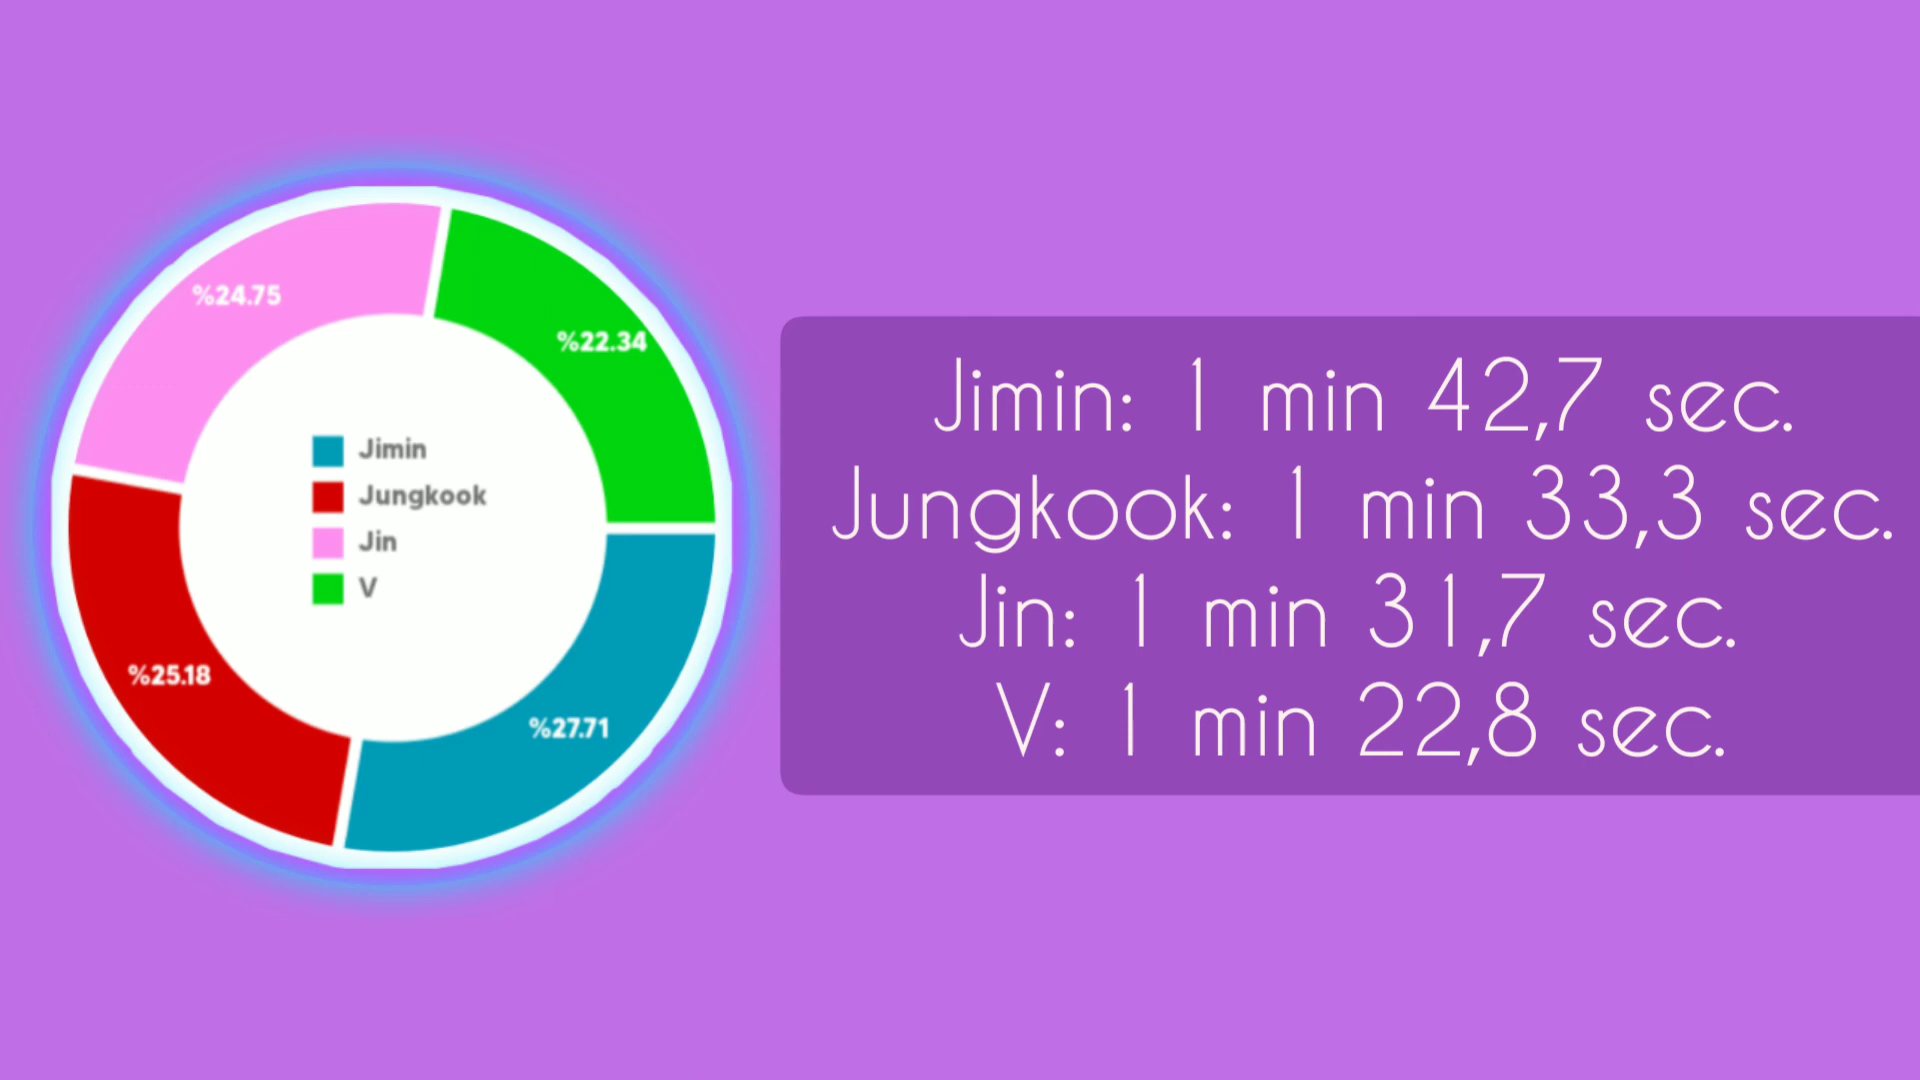 %24.75
%22.34
Jimin
Jungkook
Jin
V
%25.18
%27.71
Jimin: 1 min 42,7 sec.
Jungkook: 1 min 33,3 sec.
Jin: 1 min 31,7 sec.
V: 1 min 22,8 sec.